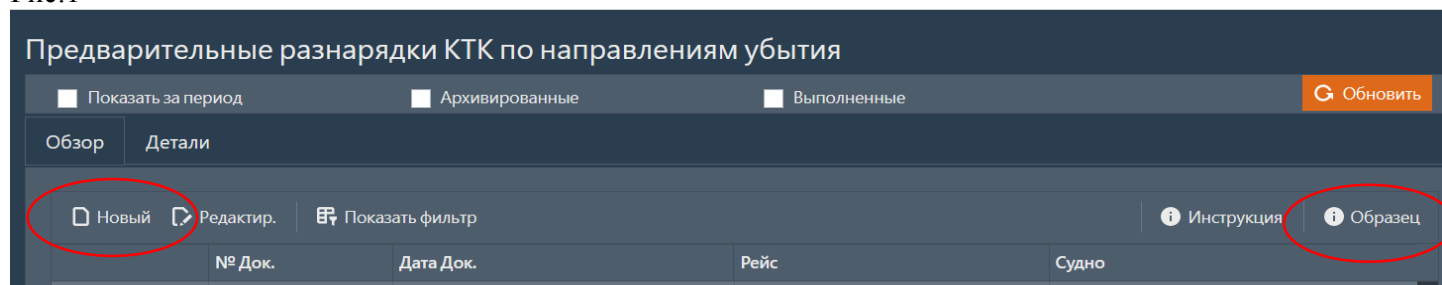 Предварительные разнарядки КТК по направлениям убытия
Показать за период Архивированные Выполненные Обновить
Обзор Детали
Новый Редактир. Показать фильтр Инструкция Образец
№ Док. Дата Док. Рейс Судно